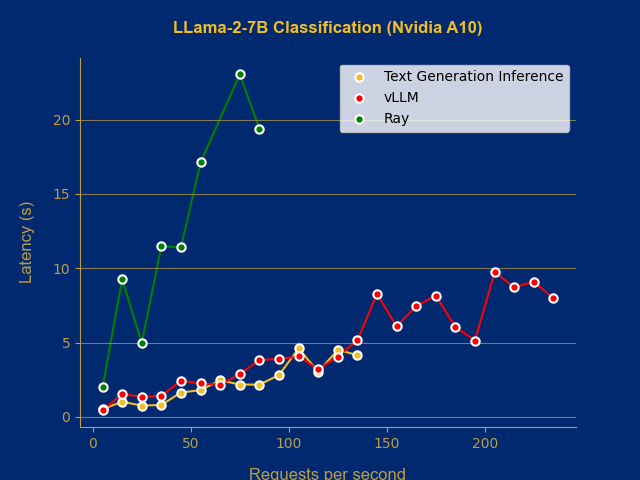 LLama-2-7B Classification (Nvidia A10)
Text Generation Inference
vLLM
Ray
Latency (s)
20
15
10
5
0
0 50 100 150 200
Requests per second